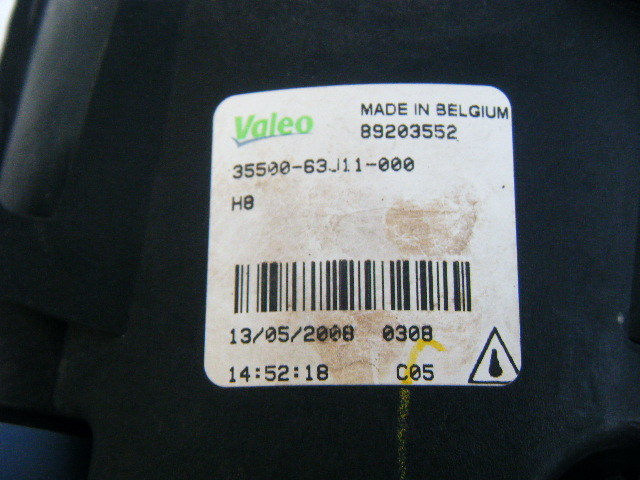 Valeo MADE IN BELGIUM
89203552
35500-63J11-000
H8
13/05/2008 0308
14:52:18 C05